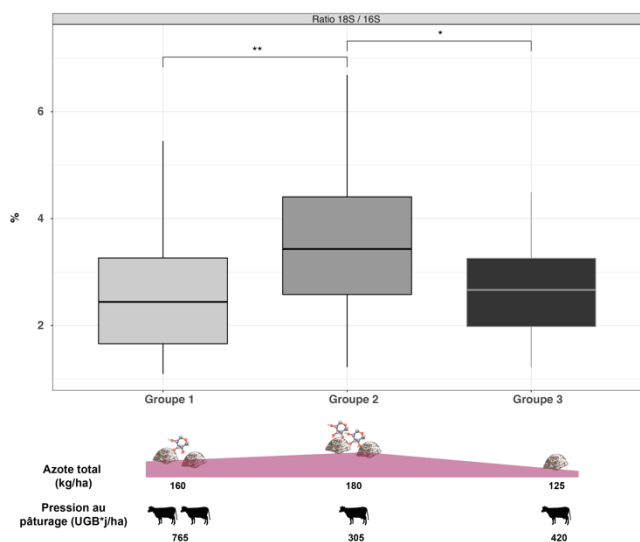 Ratio 18S / 16S
**
*
%
6
4
2
Groupe 1
Groupe 2
Groupe 3
Azote total
(kg/ha)
160
180
125
Pression au
pâturage (UGB*j/ha)
765
305
420